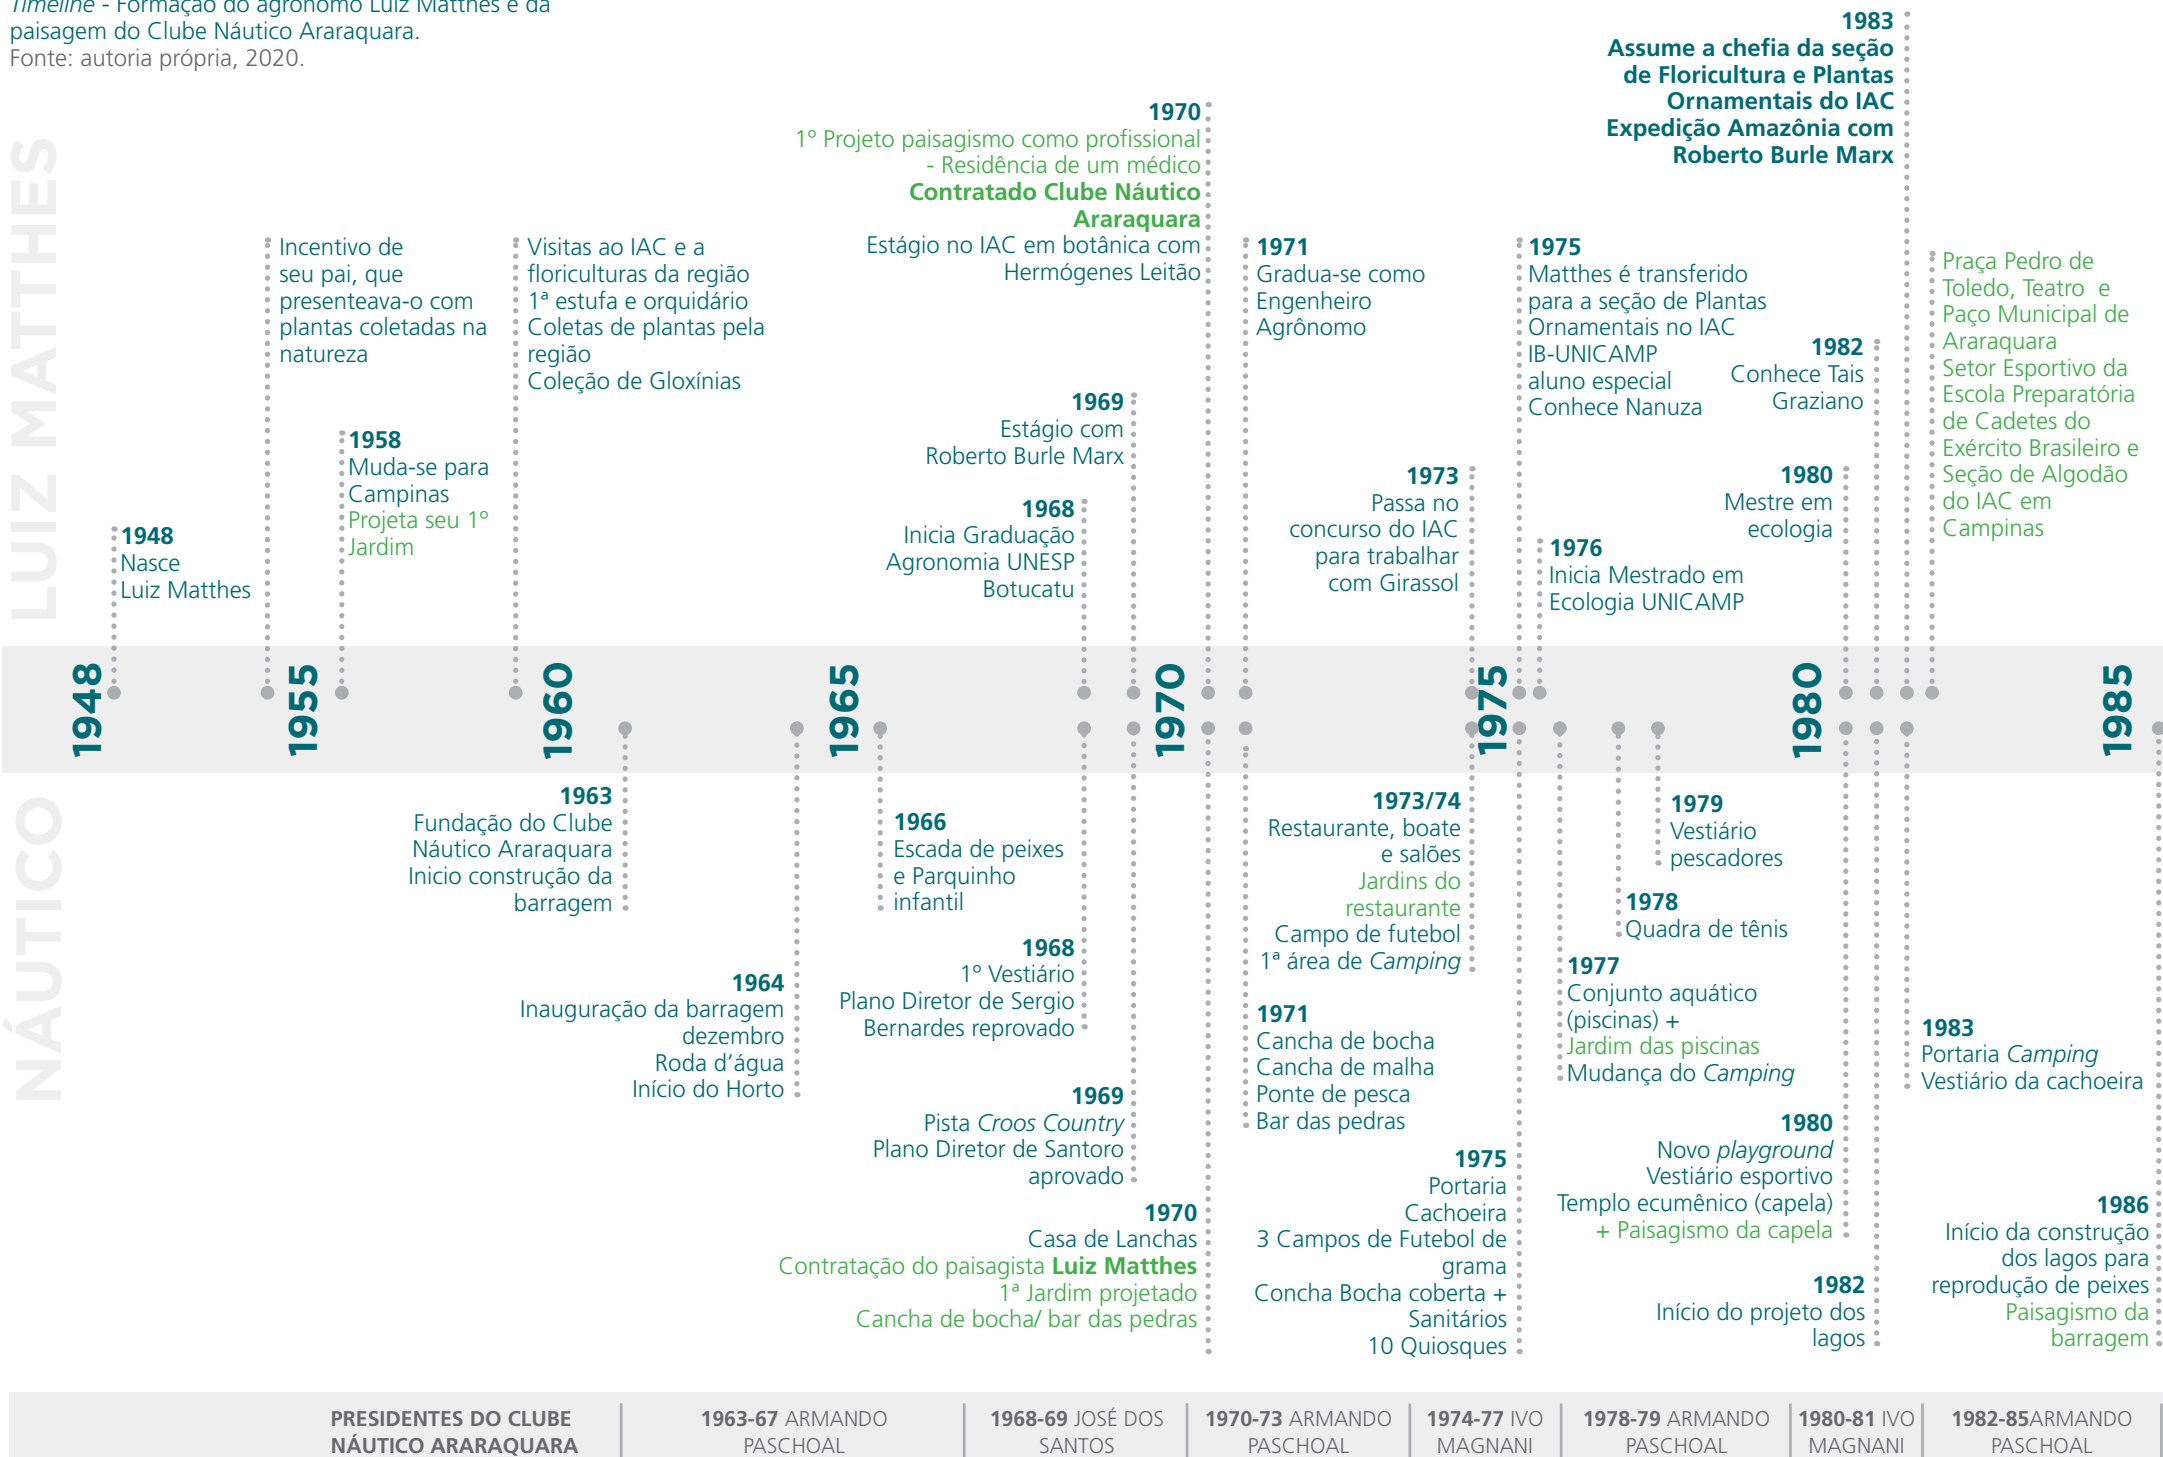 Timeline - Formação do agrônomo Luiz Matthes e da
paisagem do Clube Náutico Araraquara.
Fonte: autoria própria, 2020.
LUIZ MATTHES
1948
Nasce
Luiz Matthes
Incentivo de
seu pai, que
presenteava-o com
plantas coletadas na
natureza
1958
Muda-se para
Campinas
Projeta seu 1º
Jardim
Visitas ao IAC e a
floriculturas da região
1ª estufa e orquidário
Coletas de plantas pela
região
Coleção de Gloxínias
1968
Inicia Graduação
Agronomia UNESP
Botucatu
1969
Estágio com
Roberto Burle Marx
1970
1º Projeto paisagismo como profissional
- Residência de um médico
Contratado Clube Náutico
Araraquara
Estágio no IAC em botânica com
Hermógenes Leitão
1971
Gradua-se como
Engenheiro
Agrônomo
1973
Passa no
concurso do IAC
para trabalhar
com Girassol
1975
Matthes é transferido
para a seção de Plantas
Ornamentais no IAC
IB-UNICAMP
aluno especial
Conhece Nanuza
1976
Inicia Mestrado em
Ecologia UNICAMP
1980
Mestre em
ecologia
1982
Conhece Tais
Graziano
1983
Assume a chefia da seção
de Floricultura e Plantas
Ornamentais do IAC
Expedição Amazônia com
Roberto Burle Marx
Praça Pedro de
Toledo, Teatro e
Paço Municipal de
Araraquara
Setor Esportivo da
Escola Preparatória
de Cadetes do
Exército Brasileiro e
Seção de Algodão
do IAC em
Campinas
1948
1955
1960
1965
1970
1975
1980
1985
NÁUTICO
1963
Fundação do Clube
Náutico Araraquara
Inicio construção da
barragem
1964
Inauguração da barragem
dezembro
Roda d’água
Início do Horto
1966
Escada de peixes
e Parquinho
infantil
1968
1º Vestiário
Plano Diretor de Sergio
Bernardes reprovado
1969
Pista Croos Country
Plano Diretor de Santoro
aprovado
1970
Casa de Lanchas
Contratação do paisagista Luiz Matthes
1ª Jardim projetado
Cancha de bocha/ bar das pedras
1971
Cancha de bocha
Cancha de malha
Ponte de pesca
Bar das pedras
1973/74
Restaurante, boate
e salões
Jardins do
restaurante
Campo de futebol
1ª área de Camping
1975
Portaria
Cachoeira
3 Campos de Futebol de
grama
Concha Bocha coberta +
Sanitários
10 Quiosques
1977
Conjunto aquático
(piscinas) +
Jardim das piscinas
Mudança do Camping
1978
Quadra de tênis
1979
Vestiário
pescadores
1980
Novo playground
Vestiário esportivo
Templo ecumênico (capela)
+ Paisagismo da capela
1982
Início do projeto dos
lagos
1983
Portaria Camping
Vestiário da cachoeira
1986
Início da construção
dos lagos para
reprodução de peixes
Paisagismo da
barragem
PRESIDENTES DO CLUBE
NÁUTICO ARARAQUARA
1963-67 ARMANDO
PASCHOAL
1968-69 JOSÉ DOS
SANTOS
1970-73 ARMANDO
PASCHOAL
1974-77 IVO
MAGNANI
1978-79 ARMANDO
PASCHOAL
1980-81 IVO
MAGNANI
1982-85ARMANDO
PASCHOAL